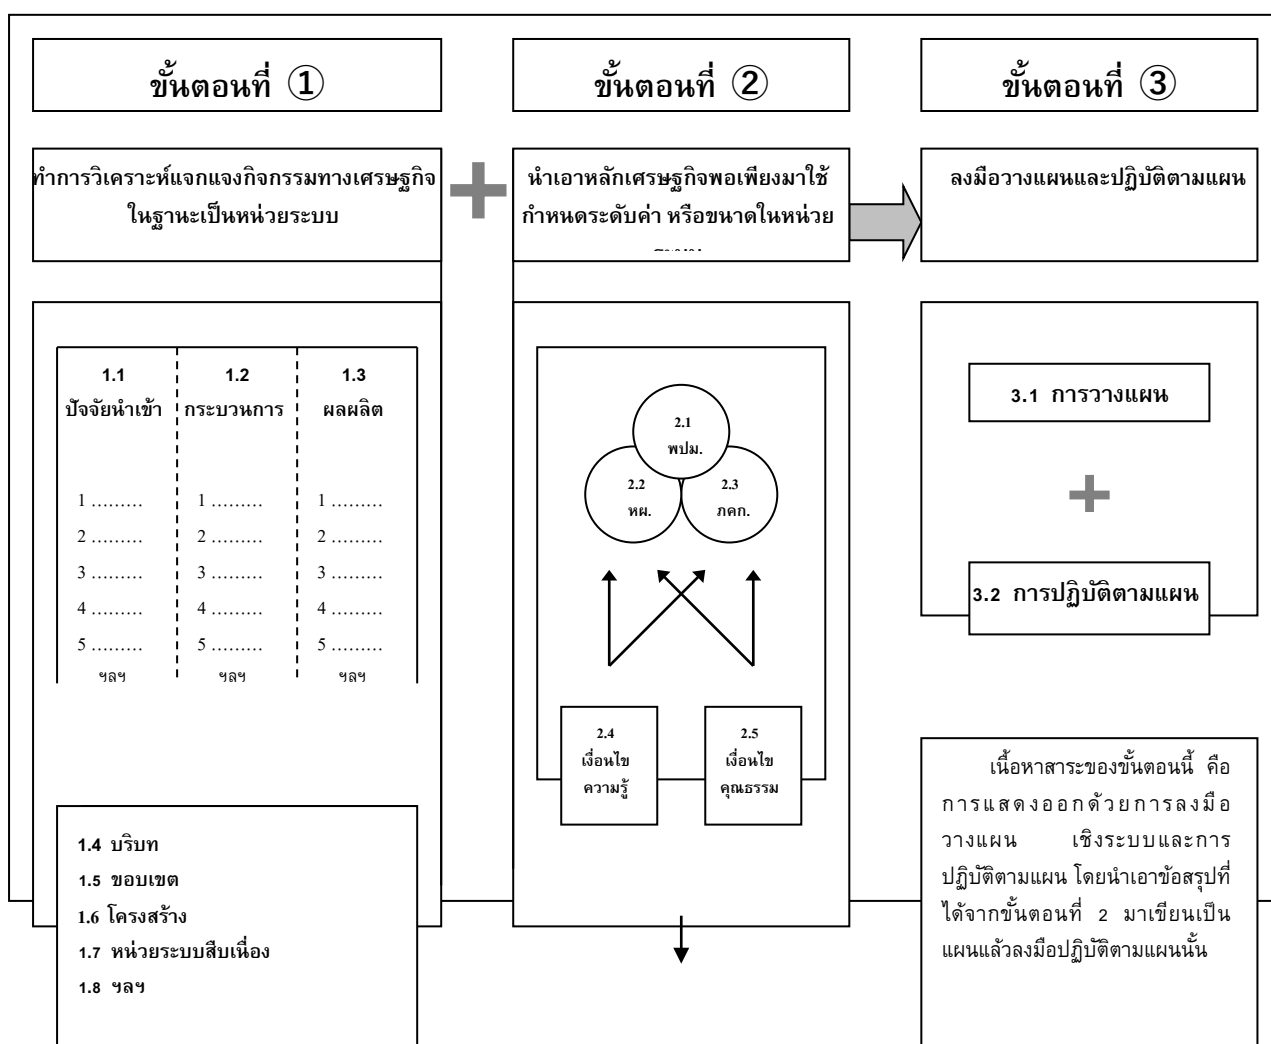 ขั้นตอนที่ ①
ทำการวิเคราะห์แจกแจงกิจกรรมทางเศรษฐกิจ
ในฐานะเป็นหน่วยระบบ
1.1
ปัจจัยนำเข้า
1 .........
2 .........
3 .........
4 .........
5 .........
ฯลฯ
1.2
กระบวนการ
1 .........
2 .........
3 .........
4 .........
5 .........
ฯลฯ
1.3
ผลผลิต
1 .........
2 .........
3 .........
4 .........
5 .........
ฯลฯ
1.4 บริบท
1.5 ขอบเขต
1.6 โครงสร้าง
1.7 หน่วยระบบสืบเนื่อง
1.8 ฯลฯ
ขั้นตอนที่ ②
นำเอาหลักเศรษฐกิจพอเพียงมาใช้
กำหนดระดับค่า หรือขนาดในหน่วย
2.1
พปม.
2.2
หผ.
2.3
ภคก.
2.4
เงื่อนไข
ความรู้
2.5
เงื่อนไข
คุณธรรม
ขั้นตอนที่ ③
ลงมือวางแผนและปฏิบัติตามแผน
3.1 การวางแผน
3.2 การปฏิบัติตามแผน
เนื้อหาสาระของขั้นตอนนี้ คือ
การแสดงออกด้วยการลงมือ
วางแผน เชิงระบบและการ
ปฏิบัติตามแผน โดยนำเอาข้อสรุปที่
ได้จากขั้นตอนที่ 2 มาเขียนเป็น
แผนแล้วลงมือปฏิบัติตามแผนนั้น